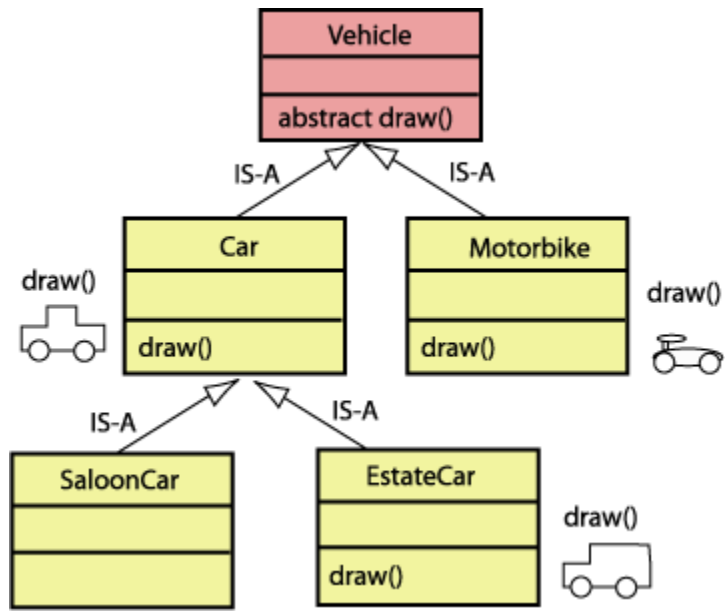 Vehicle
abstract draw()
IS-A
IS-A
Car
Motorbike
draw()
draw()
draw()
draw()
IS-A
IS-A
SaloonCar
EstateCar
draw()
draw()